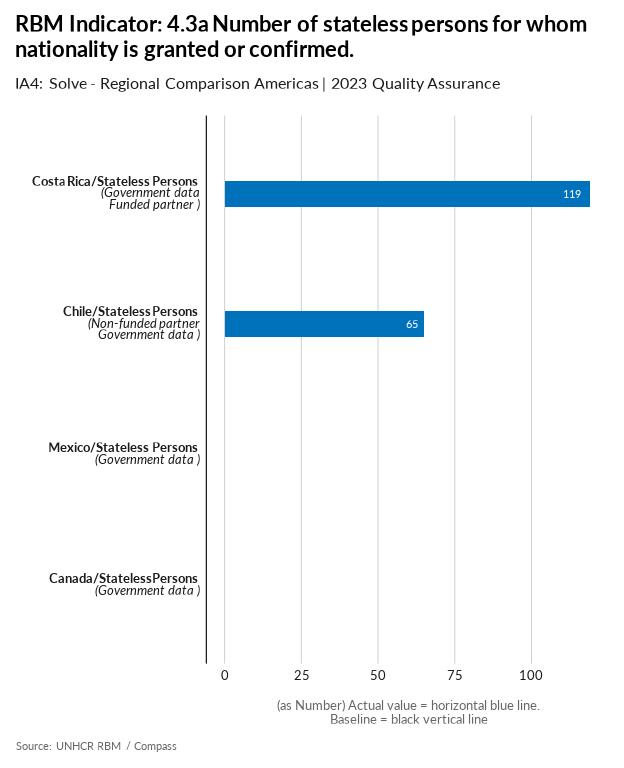 RBM Indicator: 4.3a Number of stateless persons for whom
nationality is granted or confirmed.
IA4: Solve - Regional Comparison Americas | 2023 Quality Assurance
Costa Rica/Stateless Persons
(Government data
Funded partner )
119
Chile/Stateless Persons
(Non-funded partner
Government data )
65
Mexico/Stateless Persons
(Government data )
Canada/Stateless Persons
(Government data )
0 25 50 75 100
(as Number) Actual value = horizontal blue line.
Baseline = black vertical line
Source: UNHCR RBM / Compass